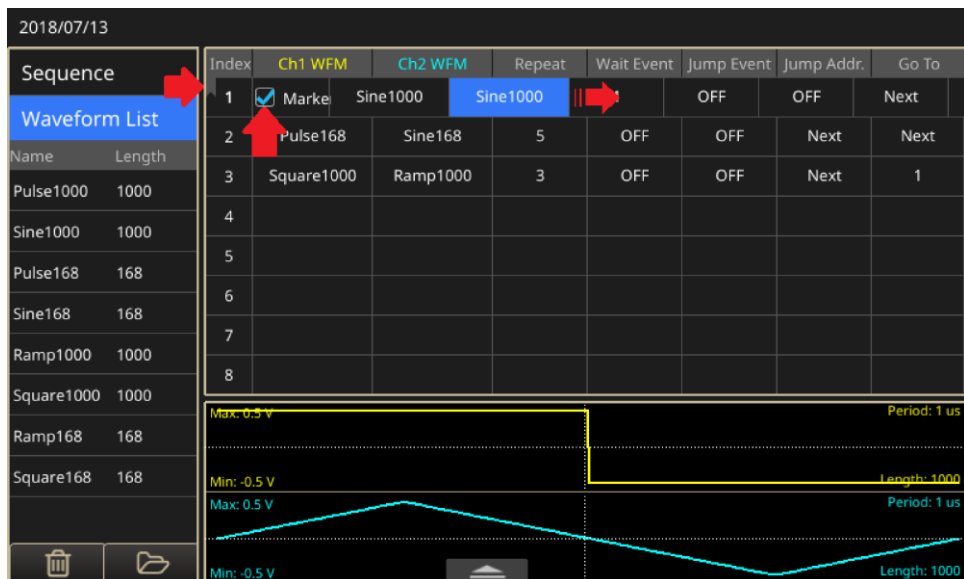 2018/07/13
Sequence
Waveform List
Name Length
Pulse1000 1000
Sine1000 1000
Pulse168 168
Sine168 168
Ramp1000 1000
Square1000 1000
Ramp168 168
Square168 168
Index Ch1 WFM Ch2 WFM Repeat Wait Event Jump Event Jump Addr. Go To
1 Marke Sine1000 Sine1000 OFF OFF Next
2 Pulse168 Sine168 5 OFF OFF Next Next
3 Square1000 Ramp1000 3 OFF OFF Next 1
4
5
6
7
8
Max: 0.5 V Period: 1 us
Min: -0.5 V Length: 1000
Max: 0.5 V Period: 1 us
Min: -0.5 V Length: 1000